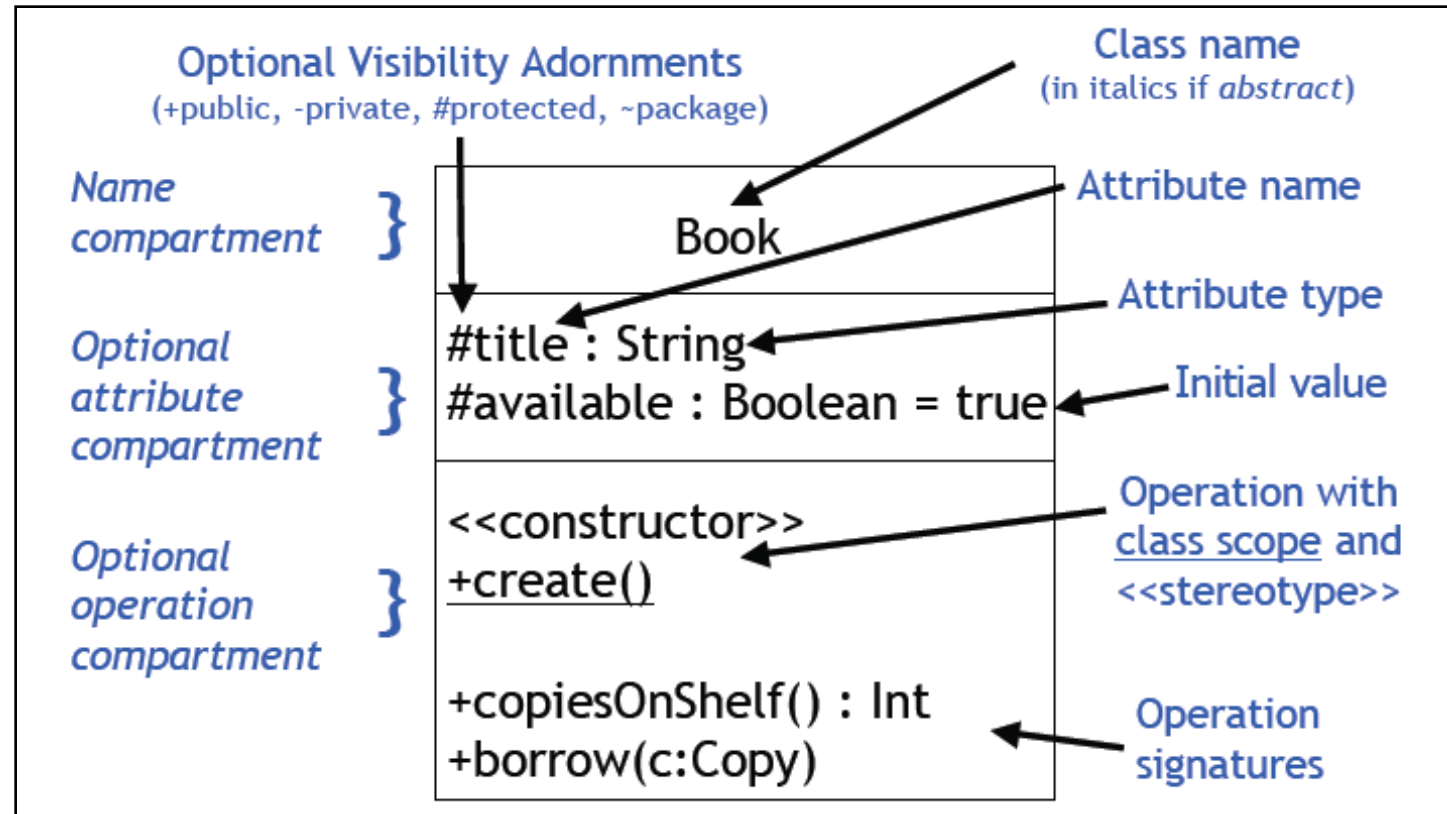 Optional Visibility Adornments
(+public, -private, #protected, ~package)
Class name
(in italics if abstract)
Name
compartment
}
Book
Attribute name
Optional
attribute
compartment
}
#title : String
#available : Boolean = true
Attribute type
Initial value
Optional
operation
compartment
}
<<constructor>>
+create()
+copiesOnShelf() : Int
+borrow(c:Copy)
Operation with
class scope and
<<stereotype>>
Operation
signatures